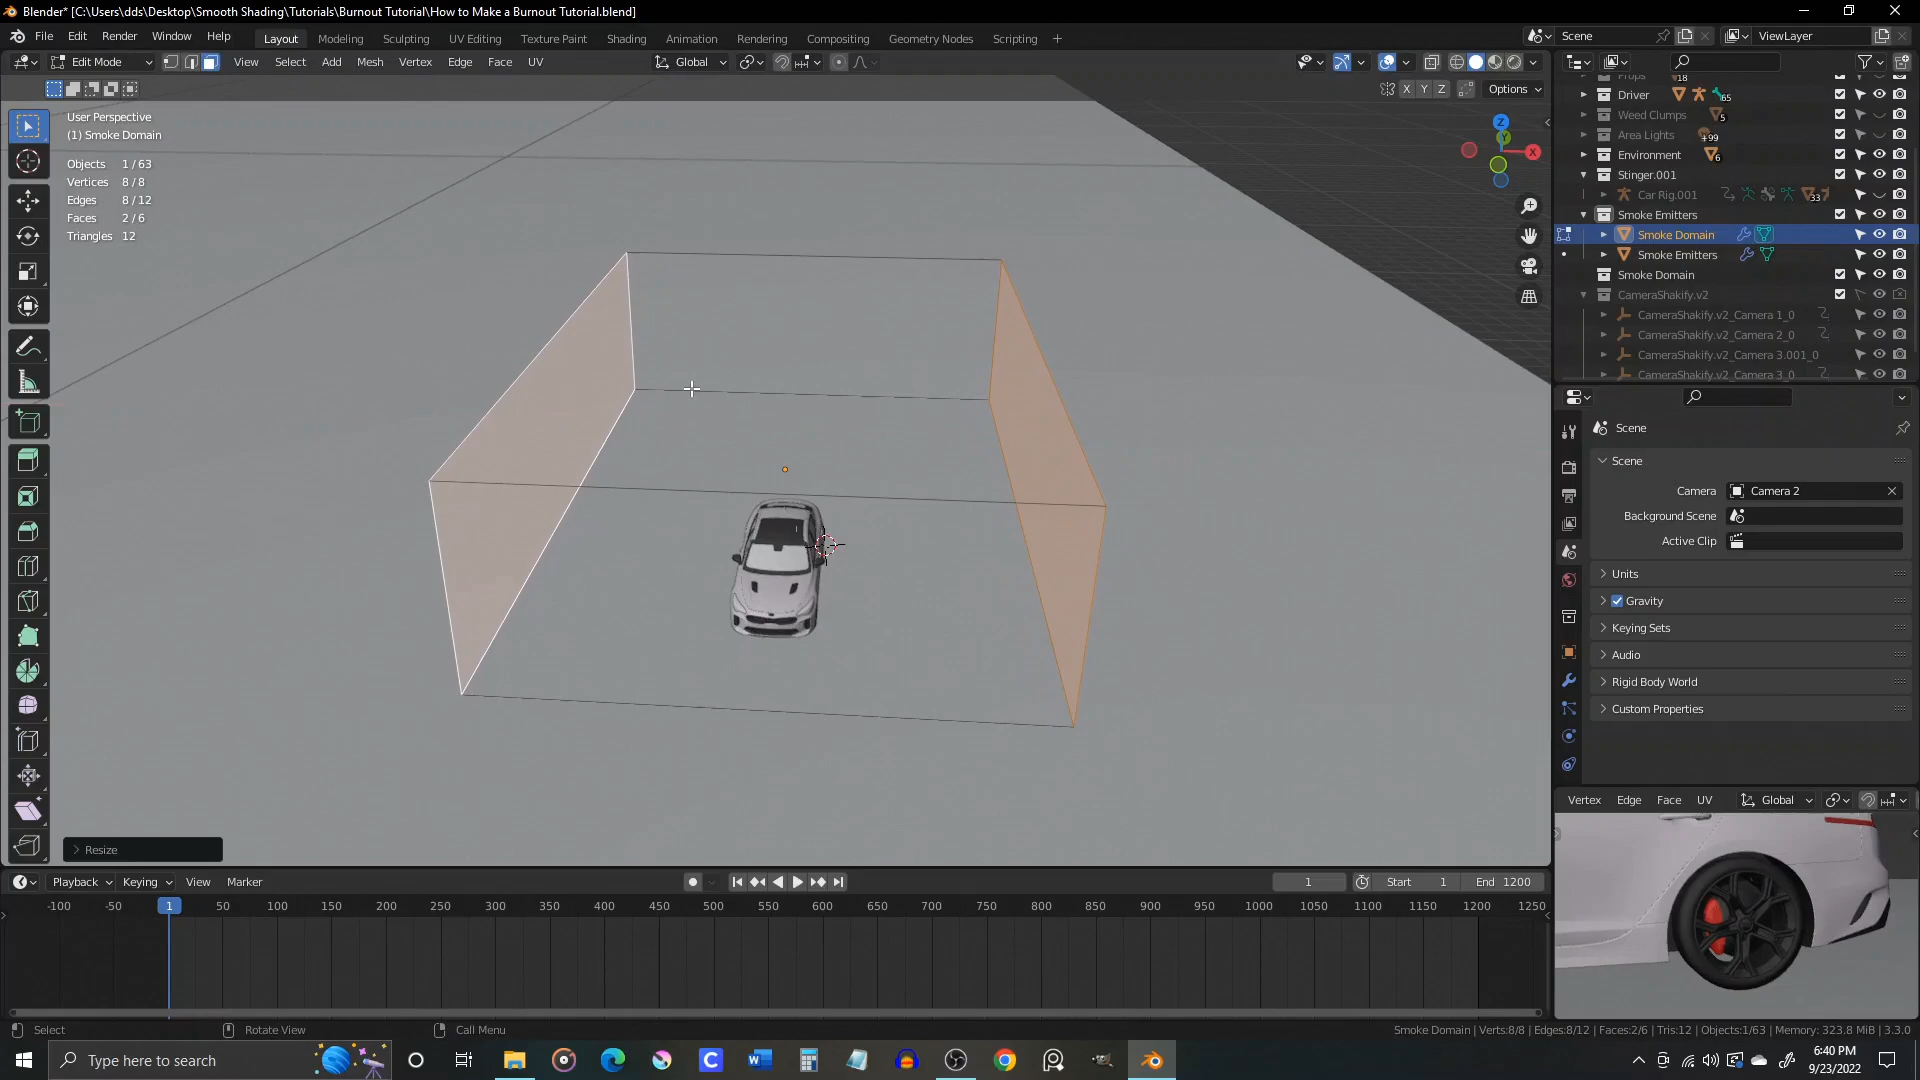 Blender* [C:\Users\dds\Desktop\Smooth Shading\Tutorials\Burnout Tutorial\How to Make a Burnout Tutorial.blend]
File Edit Render Window Help Layout Modeling Sculpting UV Editing Texture Paint Shading Animation Rendering Compositing Geometry Nodes Scripting + Scene ViewLayer
Edit Mode View Select Add Mesh Vertex Edge Face UV Global
X Y Z Options
User Perspective
(1) Smoke Domain
Objects 1/63
Vertices 8/8
Edges 8/12
Faces 2/6
Triangles 12
Z
Y
X
Props 18
Driver 65
Weed Clumps 5
Area Lights +99
Environment 6
Stinger.001
Car Rig.001 33
Smoke Emitters
Smoke Domain
Smoke Emitters
Smoke Domain
CameraShakify.v2
CameraShakify.v2_Camera 1_0
CameraShakify.v2_Camera 2_0
CameraShakify.v2_Camera 3.001_0
CameraShakify.v2_Camera 3_0
Scene
Scene
Camera Camera 2
Background Scene
Active Clip
Units
Gravity
Keying Sets
Audio
Rigid Body World
Custom Properties
Vertex Edge Face UV Global
Resize
Playback Keying View Marker 1 Start 1 End 1200
-100 -50 1 50 100 150 200 250 300 350 400 450 500 550 600 650 700 750 800 850 900 950 1000 1050 1100 1150 1200 1250
Select Rotate View Call Menu Smoke Domain | Verts:8/8 | Edges:8/12 | Faces:2/6 | Tris:12 | Objects:1/63 | Memory: 323.8 MiB | 3.3.0
Type here to search
6:40 PM
9/23/2022